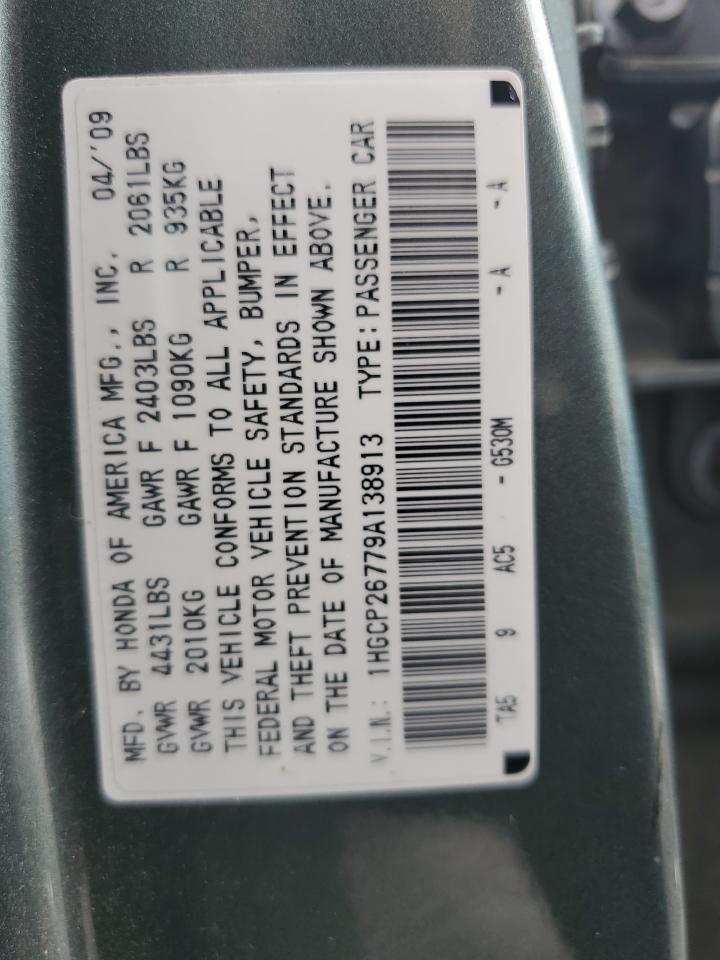 MFD. BY HONDA OF AMERICA MFG., INC. 04/'09
GVWR 4431LBS GAWR F 2403LBS R 2061LBS
GVWR 2010KG GAWR F 1090KG R 935KG
THIS VEHICLE CONFORMS TO ALL APPLICABLE
FEDERAL MOTOR VEHICLE SAFETY, BUMPER,
AND THEFT PREVENTION STANDARDS IN EFFECT
ON THE DATE OF MANUFACTURE SHOWN ABOVE.
V.I.N.: 1HGCP26779A138913 TYPE:PASSENGER CAR
TA5 9 AC5 - G530M - A - A